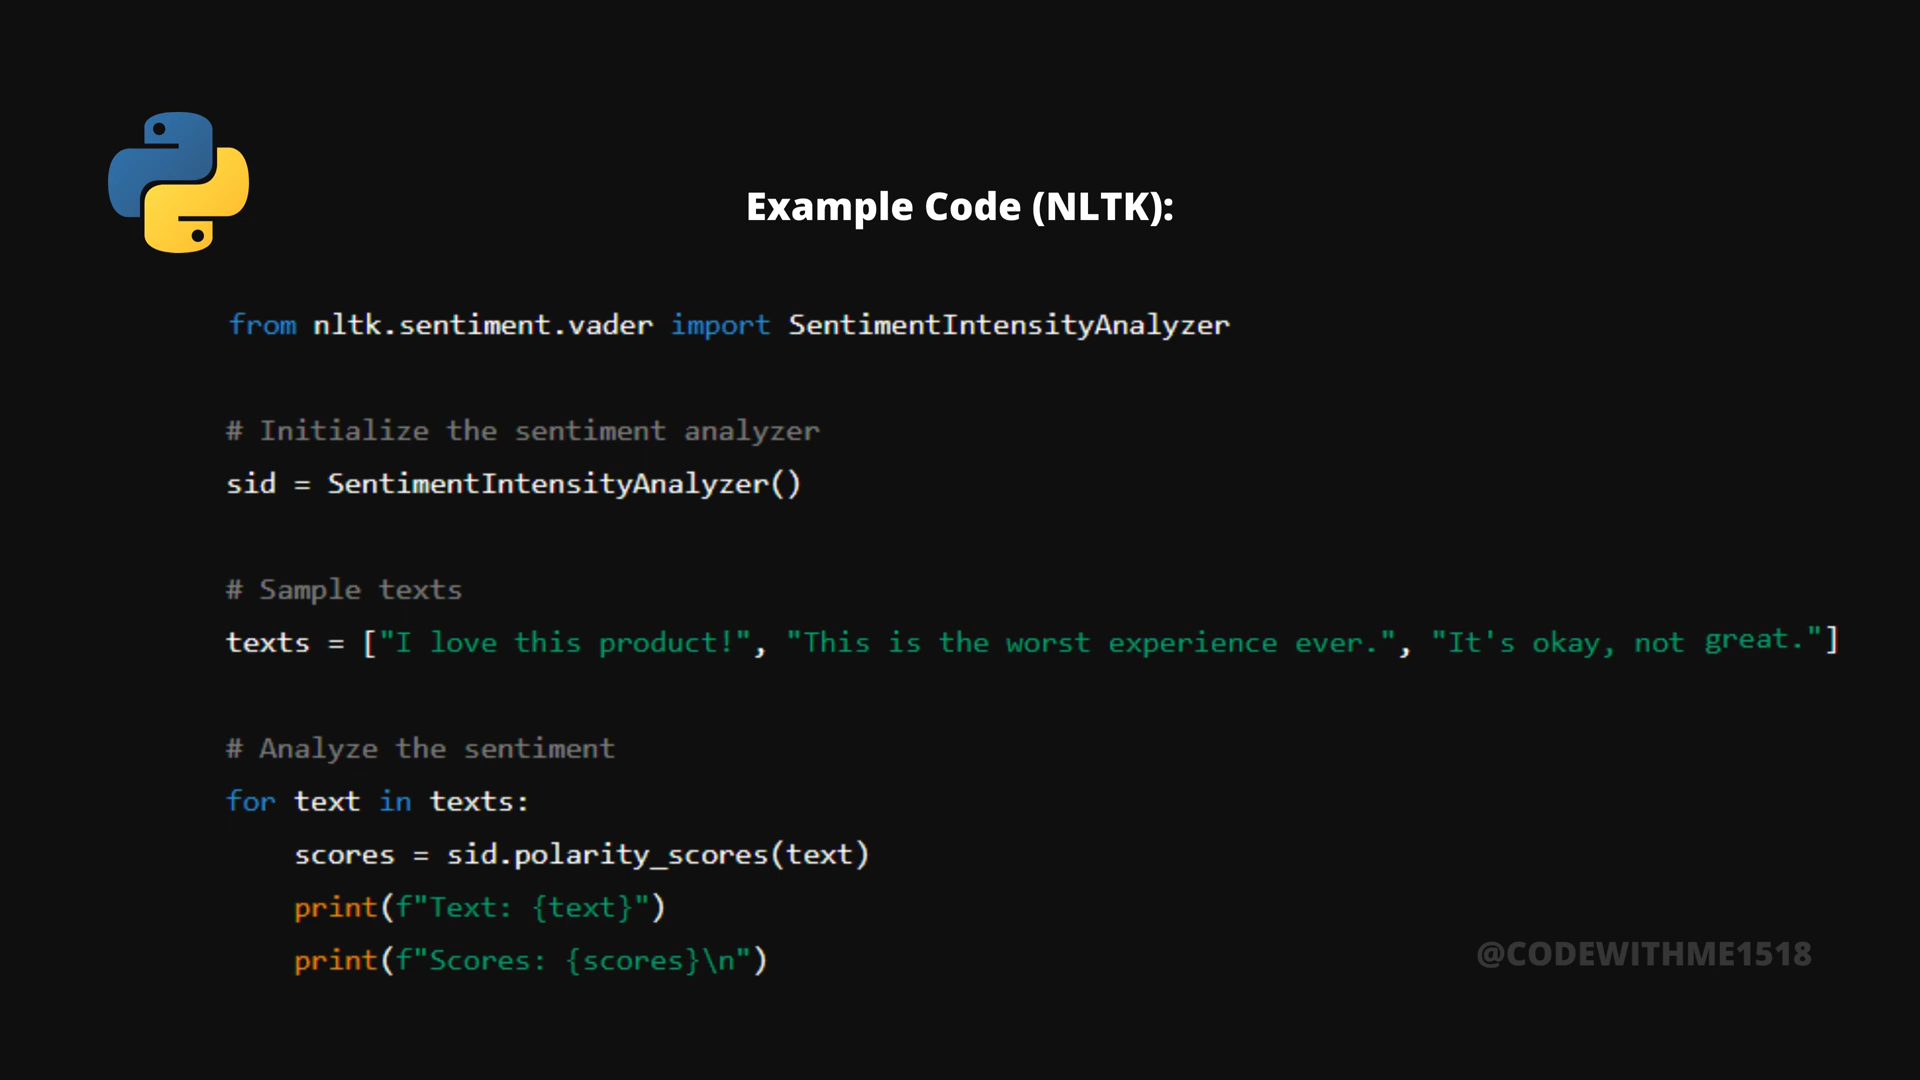 Example Code (NLTK):
from nltk.sentiment.vader import SentimentIntensityAnalyzer
# Initialize the sentiment analyzer
sid = SentimentIntensityAnalyzer()
# Sample texts
texts = ["I love this product!", "This is the worst experience ever.", "It's okay, not great."]
# Analyze the sentiment
for text in texts:
    scores = sid.polarity_scores(text)
    print(f"Text: {text}")
    print(f"Scores: {scores}\n")
@CODEWITHME1518